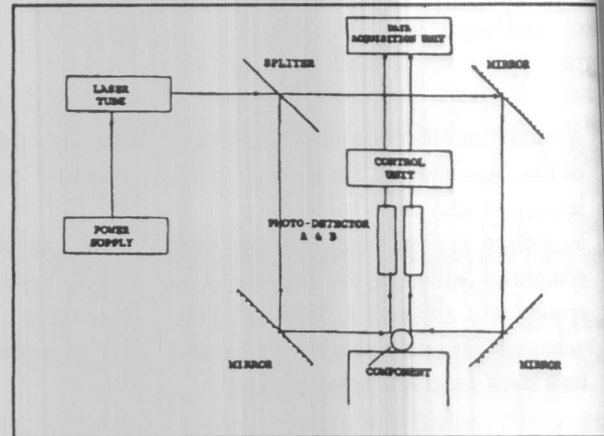 DATA
ACQUISITION UNIT
SPLITER
MIRROR
LASER
TUBE
CONTROL
UNIT
PHOTO-DETECTOR
A & B
POWER
SUPPLY
MIRROR
MIRROR
COMPONENT